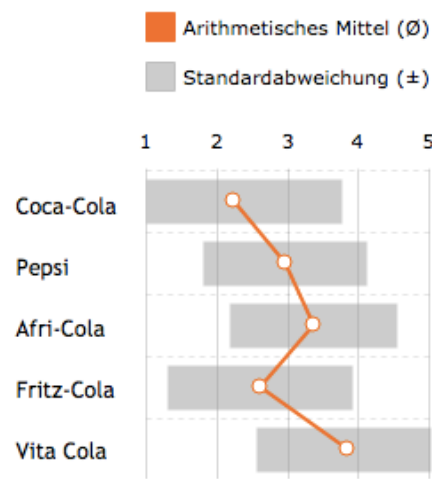 Arithmetisches Mittel (Ø)
Standardabweichung (±)
1 2 3 4 5
Coca-Cola
Pepsi
Afri-Cola
Fritz-Cola
Vita Cola